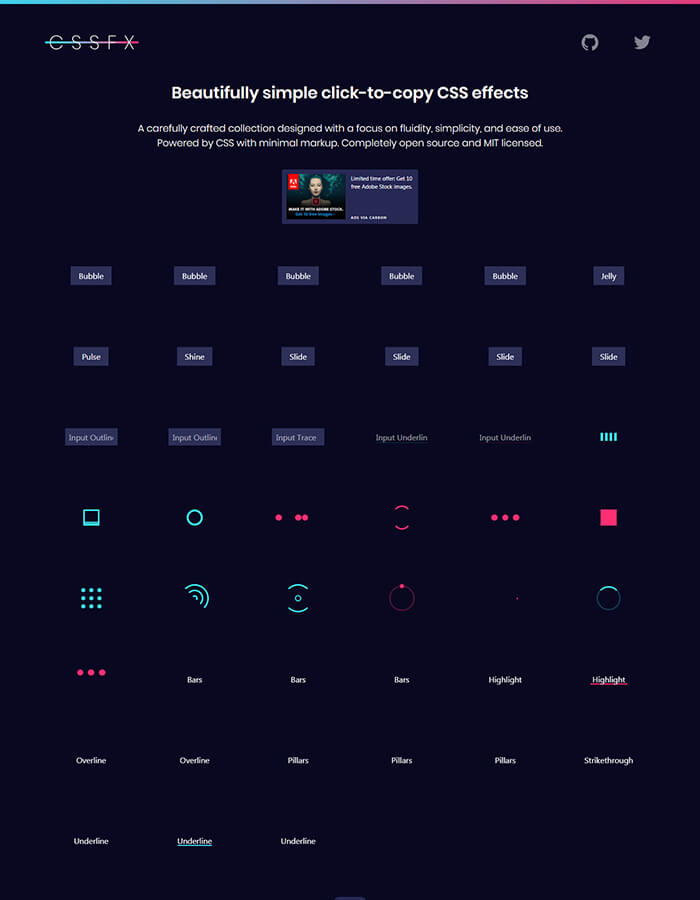 CSSFX
Beautifully simple click-to-copy CSS effects
A carefully crafted collection designed with a focus on fluidity, simplicity, and ease of use.
Powered by CSS with minimal markup. Completely open source and MIT licensed.
Limited time offer: Get 10
free Adobe Stock images.
MAKE IT WITH ADOBE STOCK.
Get 10 free images ›
ADS VIA CARBON
Bubble Bubble Bubble Bubble Bubble Jelly
Pulse Shine Slide Slide Slide Slide
Input Outlin Input Outlin Input Trace Input Underlin Input Underlin
Bars Bars Bars Highlight Highlight
Overline Overline Pillars Pillars Pillars Strikethrough
Underline Underline Underline